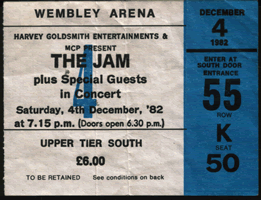 WEMBLEY ARENA
HARVEY GOLDSMITH ENTERTAINMENTS &
MCP PRESENT
THE JAM
plus Special Guests
in Concert
Saturday, 4th December, '82
at 7.15 p.m. (Doors open 6.30 p.m.)
4
UPPER TIER SOUTH
£6.00
TO BE RETAINED See conditions on back
DECEMBER
4
1982
ENTER AT
SOUTH DOOR
ENTRANCE
55
ROW
K
SEAT
50